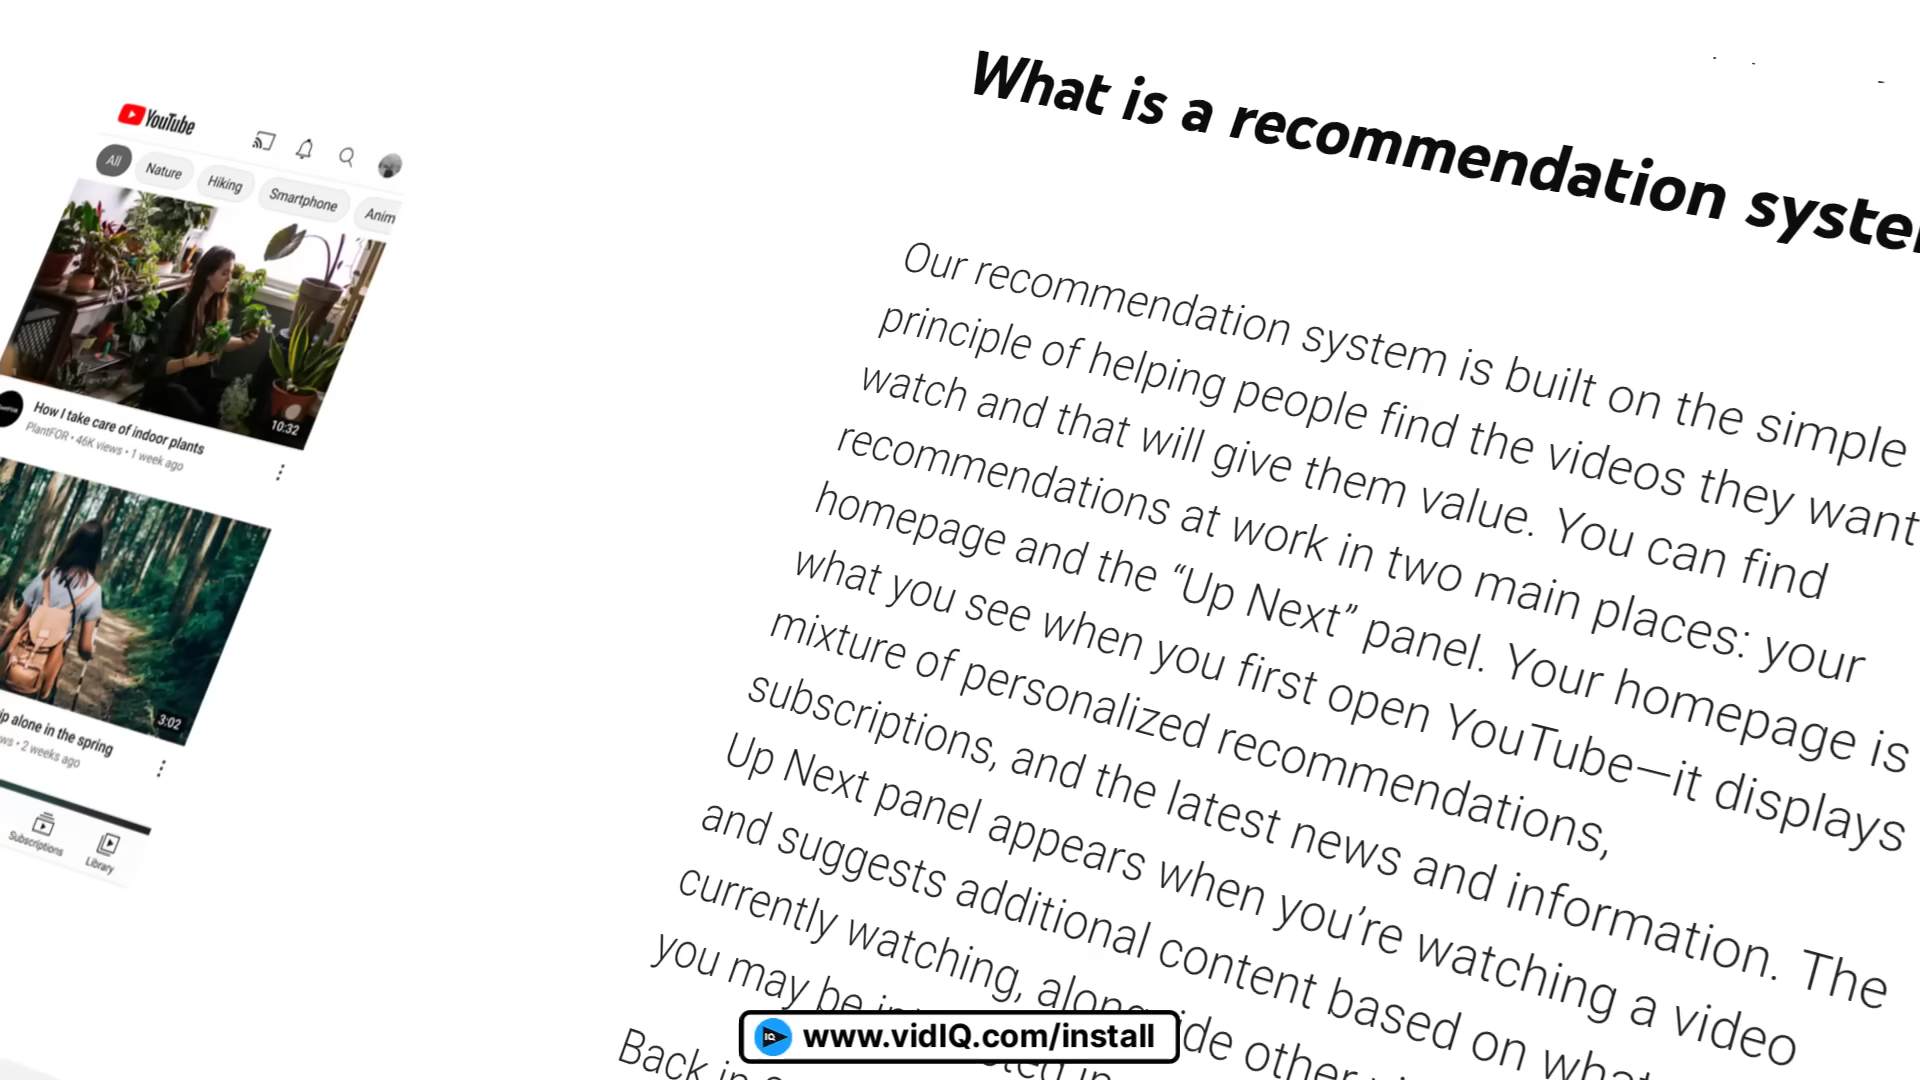 YouTube
All
Nature
Hiking
Smartphone
Anim
10:32
How I take care of indoor plants
PlantFOR • 46K views • 1 week ago
3:02
ip alone in the spring
ws • 2 weeks ago
Subscriptions
Library
What is a recommendation syste
Our recommendation system is built on the simple
principle of helping people find the videos they want
watch and that will give them value. You can find
recommendations at work in two main places: your
homepage and the “Up Next” panel. Your homepage is
what you see when you first open YouTube—it displays
mixture of personalized recommendations,
subscriptions, and the latest news and information. The
Up Next panel appears when you’re watching a video
and suggests additional content based on what
currently watching, alongside other
you may be
Back in
IQ www.vidIQ.com/install